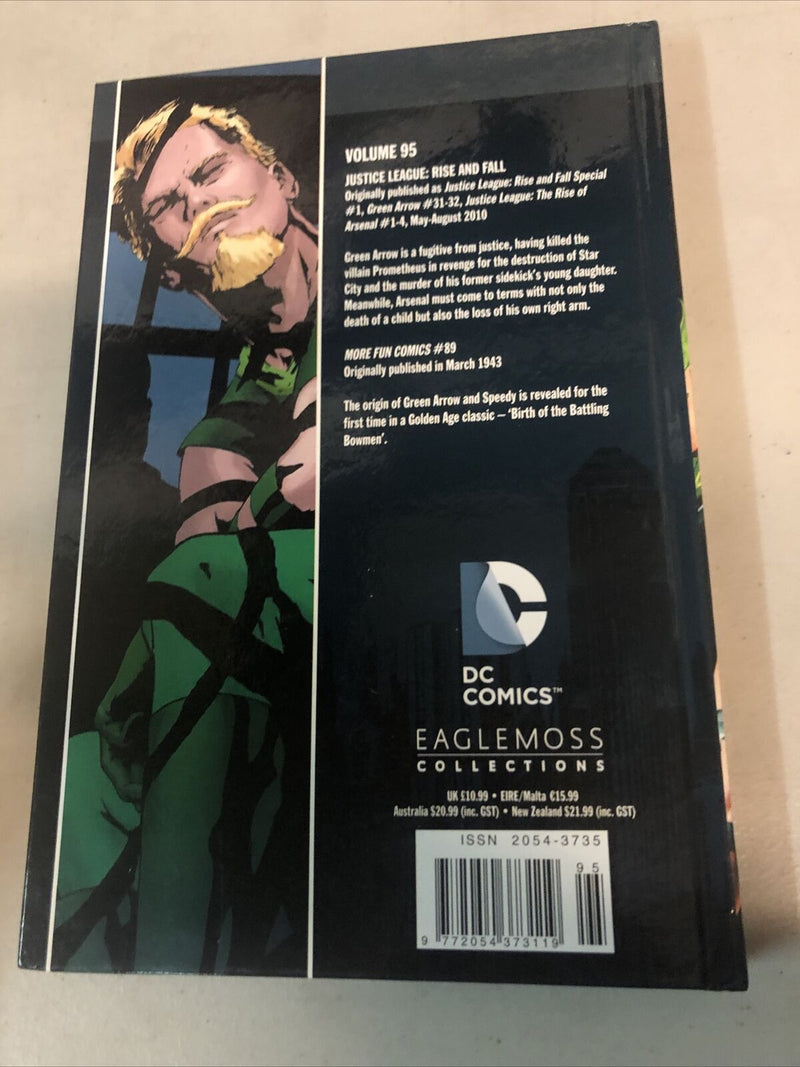 VOLUME 95
JUSTICE LEAGUE: RISE AND FALL
Originally published as Justice League: Rise and Fall Special
#1, Green Arrow #31-32, Justice League: The Rise of
Arsenal #1-4, May-August 2010
Green Arrow is a fugitive from justice, having killed the
villain Prometheus in revenge for the destruction of Star
City and the murder of his former sidekick's young daughter.
Meanwhile, Arsenal must come to terms with not only the
death of a child but also the loss of his own right arm.
MORE FUN COMICS #89
Originally published in March 1943
The origin of Green Arrow and Speedy is revealed for the
first time in a Golden Age classic – 'Birth of the Battling
Bowmen'.
DC
COMICS™
EAGLEMOSS
COLLECTIONS
UK £10.99 • EIRE/Malta €15.99
Australia $20.99 (inc. GST) • New Zealand $21.99 (inc. GST)
ISSN 2054-3735
95
9 772054 373119